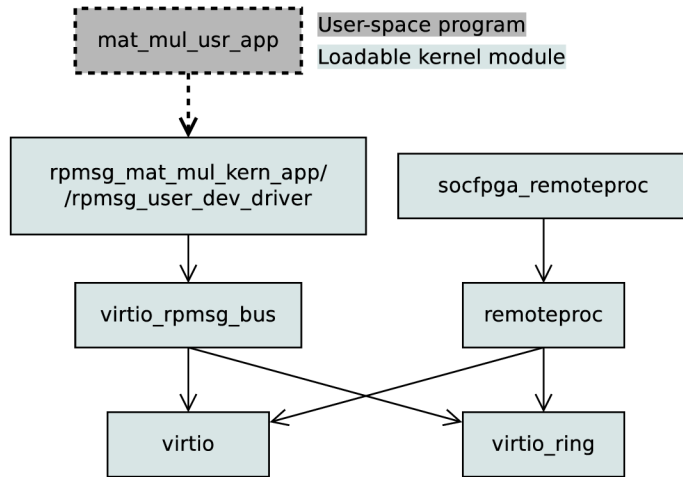 mat_mul_usr_app
User-space program
Loadable kernel module
rpmsg_mat_mul_kern_app/
/rpmsg_user_dev_driver
socfpga_remoteproc
virtio_rpmsg_bus
remoteproc
virtio
virtio_ring